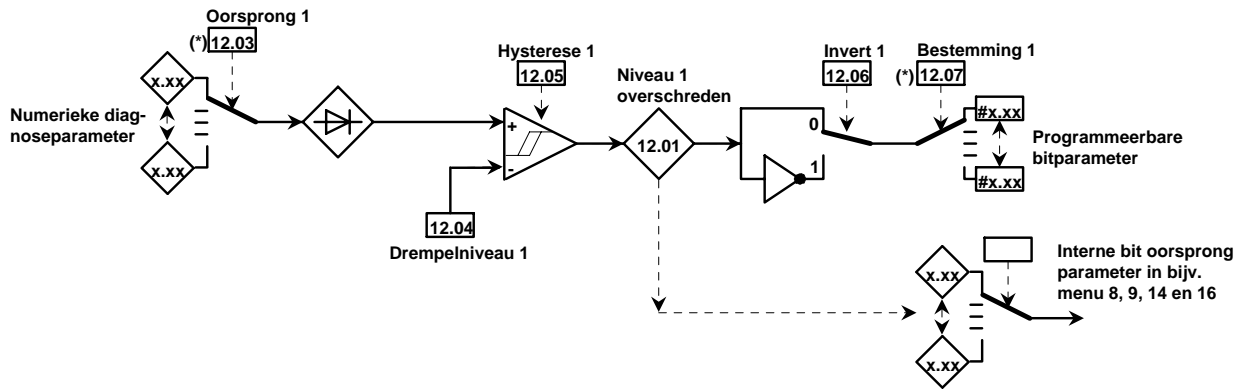 Oorsprong 1
(*) 12.03
x.xx
Numerieke diag-
noseparameter
x.xx
Hysterese 1
12.05
+
-
12.04
Drempelniveau 1
Niveau 1
overschreden
12.01
Invert 1
12.06
0
1
Bestemming 1
(*) 12.07
#x.xx
Programmeerbare
bitparameter
#x.xx
x.xx
x.xx
Interne bit oorsprong
parameter in bijv.
menu 8, 9, 14 en 16